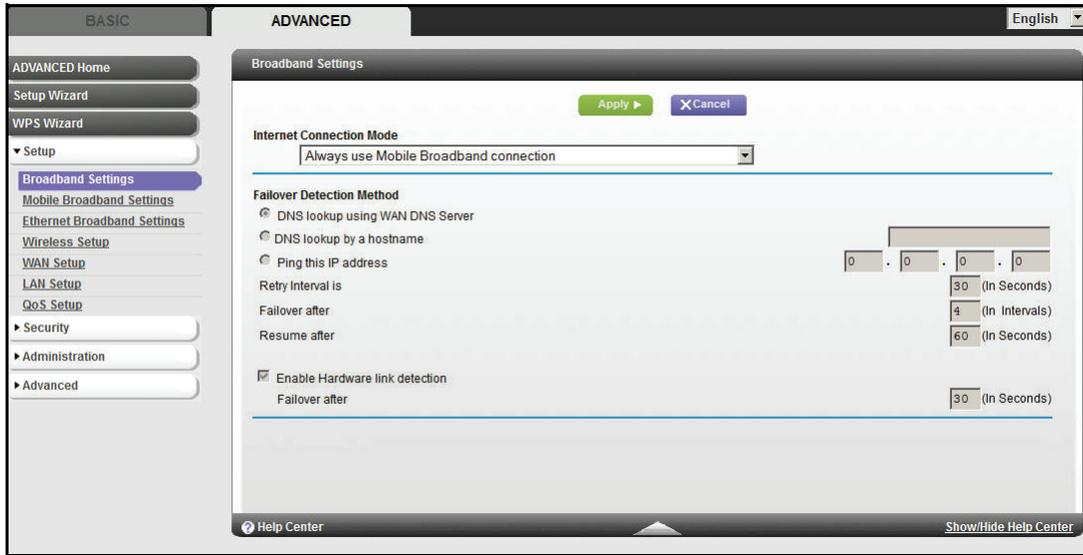 BASIC
ADVANCED
English
ADVANCED Home
Setup Wizard
WPS Wizard
Setup
Broadband Settings
Mobile Broadband Settings
Ethernet Broadband Settings
Wireless Setup
WAN Setup
LAN Setup
QoS Setup
Security
Administration
Advanced
Broadband Settings
Apply
Cancel
Internet Connection Mode
Always use Mobile Broadband connection
Failover Detection Method
DNS lookup using WAN DNS Server
DNS lookup by a hostname
Ping this IP address 0 . 0 . 0 . 0
Retry Interval is 30 (In Seconds)
Failover after 4 (In Intervals)
Resume after 60 (In Seconds)
Enable Hardware link detection
Failover after 30 (In Seconds)
? Help Center
Show/Hide Help Center